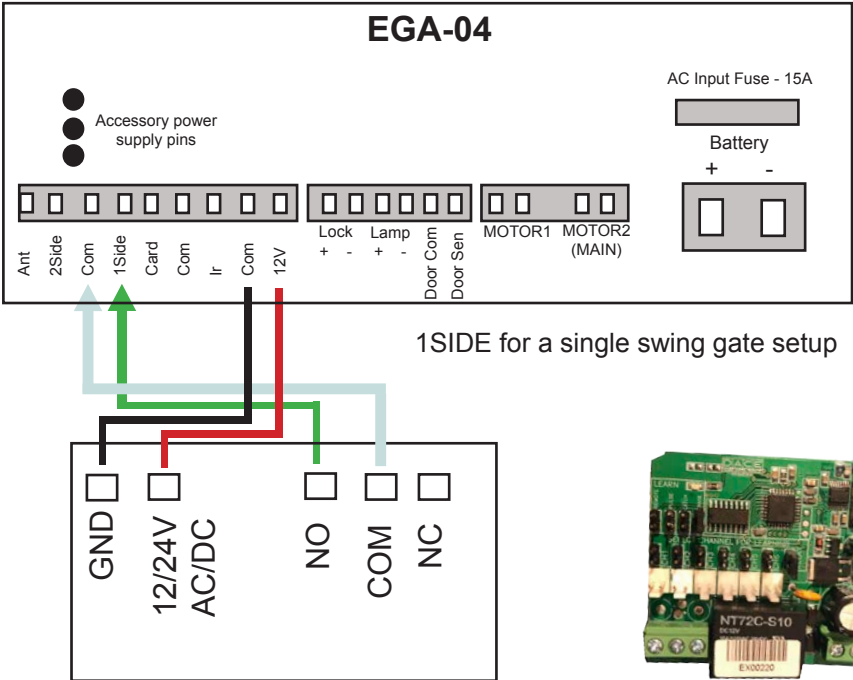 EGA-04
AC Input Fuse - 15A
Accessory power
supply pins
Battery
+ -
Ant
2Side
Com
1Side
Card
Com
Ir
Com
12V
Lock
+ -
Lamp
+ -
Door Com
Door Sen
MOTOR1
MOTOR2
(MAIN)
1SIDE for a single swing gate setup
GND
12/24V
AC/DC
NO
COM
NC
LEARN
NT72C-S10
EX00220